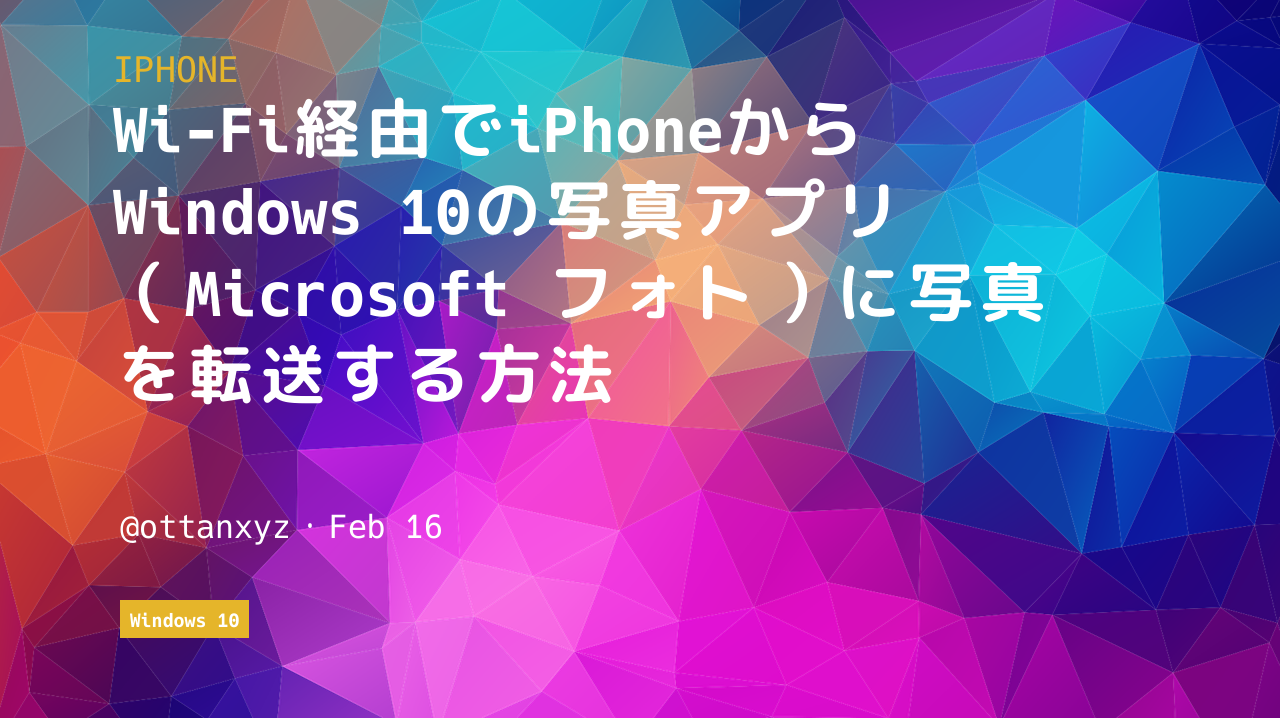 IPHONE
Wi-Fi経由でiPhoneから
Windows 10の写真アプリ
（Microsoft フォト）に写真
を転送する方法
@ottanxyz・Feb 16
Windows 10